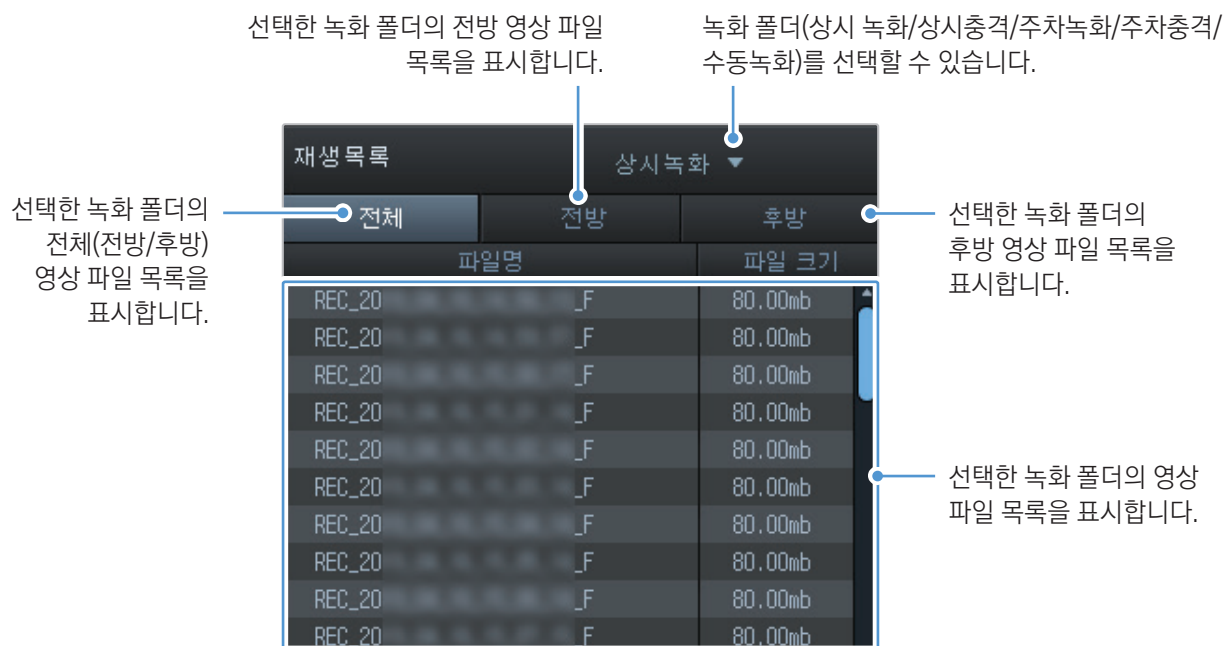 선택한 녹화 폴더의 전방 영상 파일
목록을 표시합니다.
녹화 폴더(상시 녹화/상시충격/주차녹화/주차충격/
수동녹화)를 선택할 수 있습니다.
재생목록 상시녹화
전체 전방 후방
파일명 파일 크기
선택한 녹화 폴더의
전체(전방/후방)
영상 파일 목록을
표시합니다.
선택한 녹화 폴더의
후방 영상 파일 목록을
표시합니다.
REC_20 _F 80.00mb
REC_20 _F 80.00mb
REC_20 _F 80.00mb
REC_20 _F 80.00mb
REC_20 _F 80.00mb
REC_20 _F 80.00mb
REC_20 _F 80.00mb
REC_20 _F 80.00mb
REC_20 _F 80.00mb
REC_20 _F 80.00mb
선택한 녹화 폴더의 영상
파일 목록을 표시합니다.